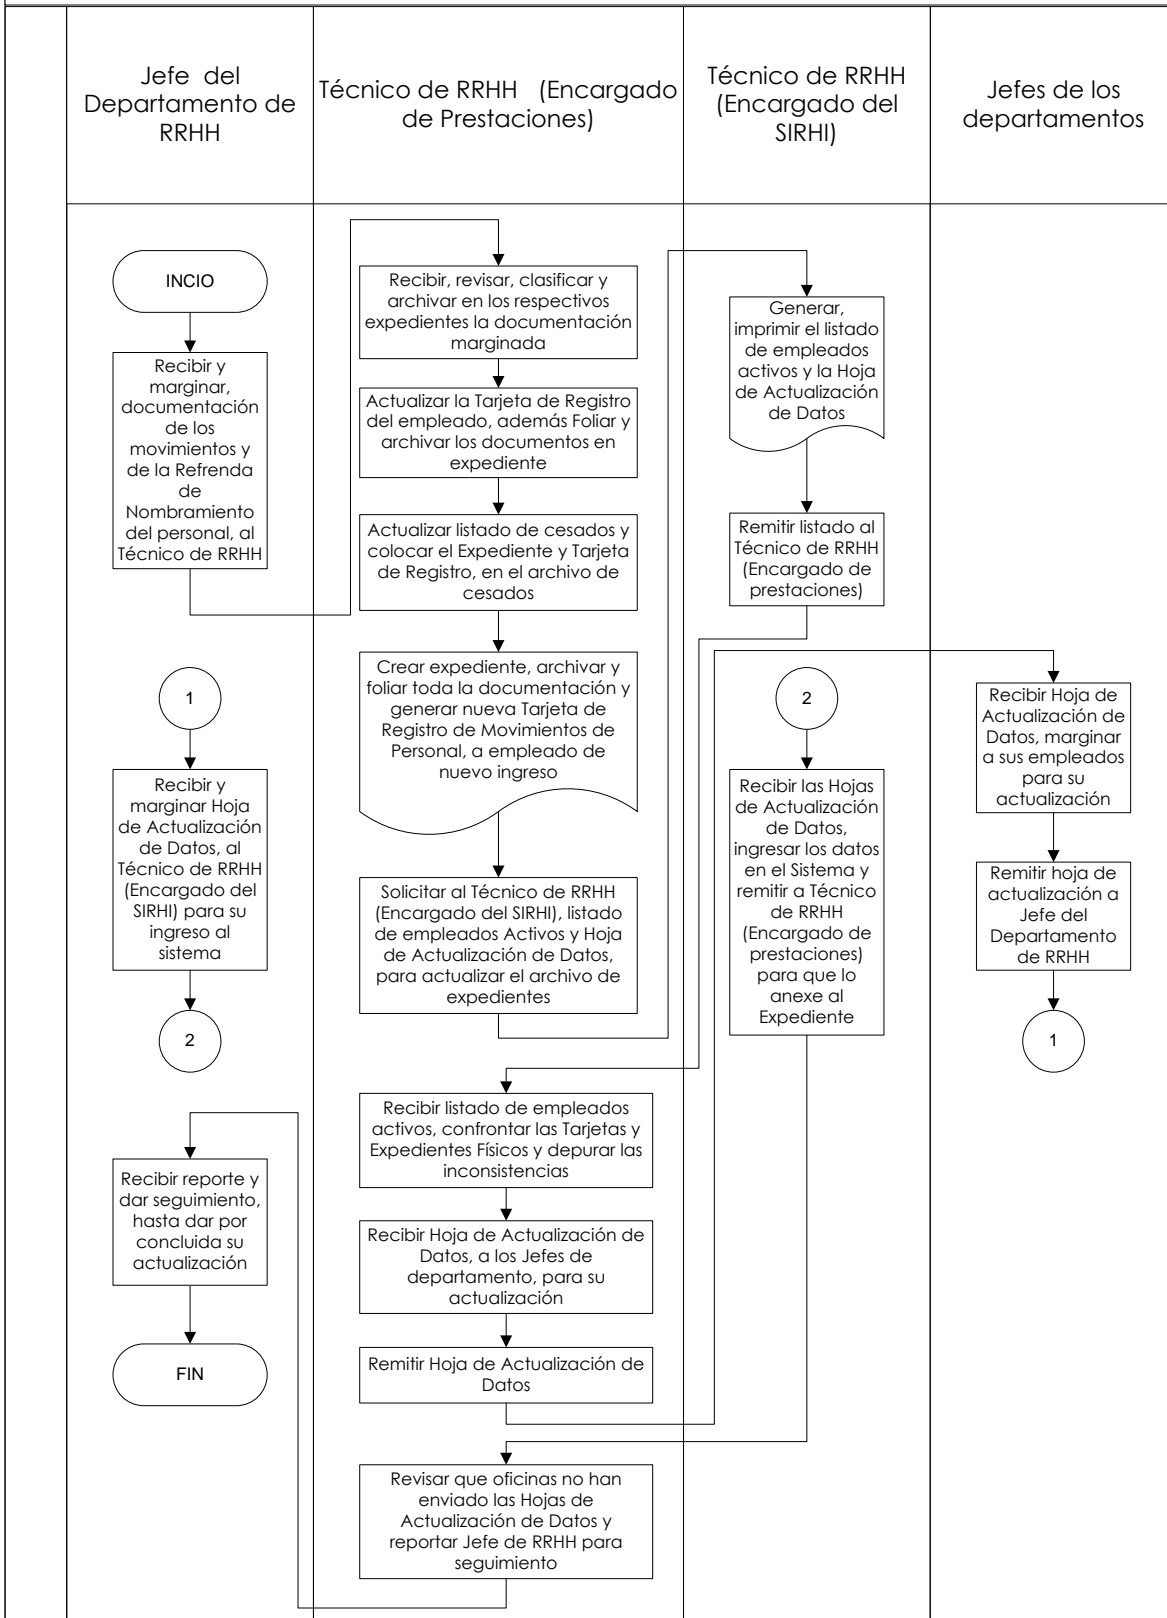 Jefe  del
Departamento de
RRHH
Técnico de RRHH   (Encargado
de Prestaciones)
Técnico de RRHH
(Encargado del
SIRHI)
Jefes de los
departamentos
INCIO
Recibir y
marginar,
documentación
de los
movimientos y
de la Refrenda
de
Nombramiento
del personal, al
Técnico de RRHH
Recibir, revisar, clasificar y
archivar en los respectivos
expedientes la documentación
marginada
Actualizar la Tarjeta de Registro
del empleado, además Foliar y
archivar los documentos en
expediente
Actualizar listado de cesados y
colocar el Expediente y Tarjeta
de Registro, en el archivo de
cesados
Crear expediente, archivar y
foliar toda la documentación y
generar nueva Tarjeta de
Registro de Movimientos de
Personal, a empleado de
nuevo ingreso
Solicitar al Técnico de RRHH
(Encargado del SIRHI), listado
de empleados Activos y Hoja
de Actualización de Datos,
para actualizar el archivo de
expedientes
Generar,
imprimir el listado
de empleados
activos y la Hoja
de Actualización
de Datos
Remitir listado al
Técnico de RRHH
(Encargado de
prestaciones)
Recibir listado de empleados
activos, confrontar las Tarjetas y
Expedientes Físicos y depurar las
inconsistencias
Recibir Hoja de Actualización de
Datos, a los Jefes de
departamento, para su
actualización
Remitir Hoja de Actualización de
Datos
Recibir Hoja de
Actualización de
Datos, marginar
a sus empleados
para su
actualización
Remitir hoja de
actualización a
Jefe del
Departamento
de RRHH
1
1
Recibir y
marginar Hoja
de Actualización
de Datos, al
Técnico de RRHH
(Encargado del
SIRHI) para su
ingreso al
sistema
2
2
Recibir las Hojas
de Actualización
de Datos,
ingresar los datos
en el Sistema y
remitir a Técnico
de RRHH
(Encargado de
prestaciones)
para que lo
anexe al
Expediente
Revisar que oficinas no han
enviado las Hojas de
Actualización de Datos y
reportar Jefe de RRHH para
seguimiento
Recibir reporte y
dar seguimiento,
hasta dar por
concluida su
actualización
FIN